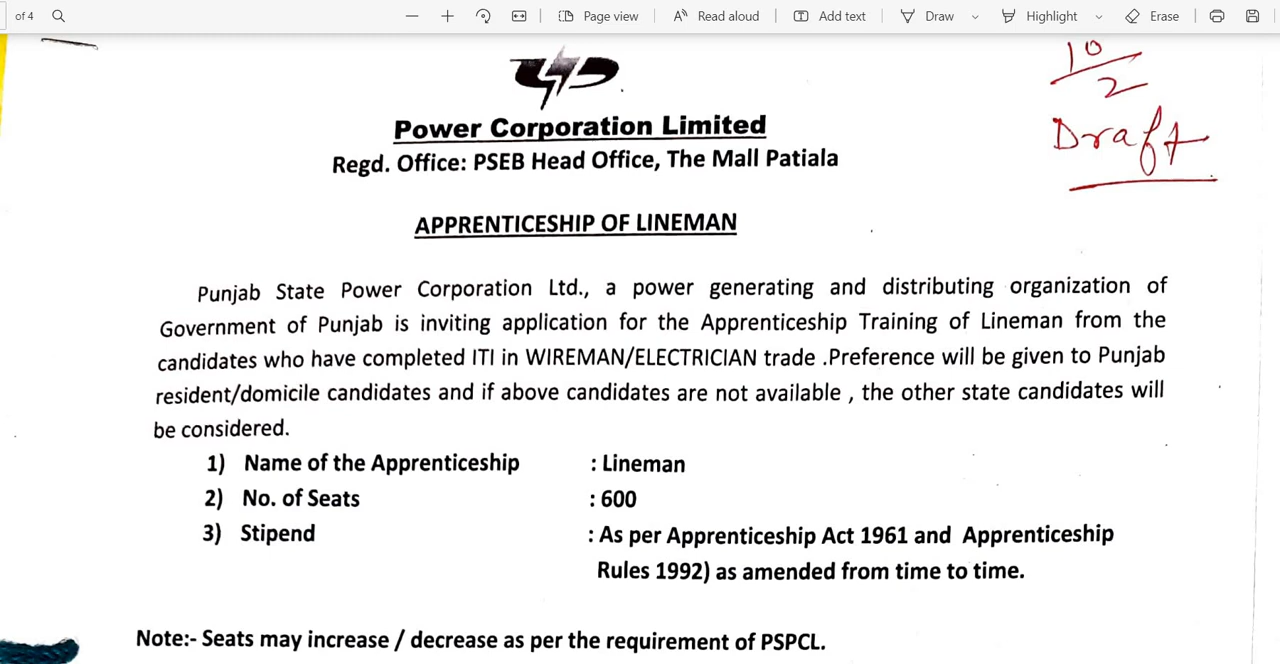 of 4
Page view
Read aloud
Add text
Draw
Highlight
Erase
10/2
Draft
Power Corporation Limited
Regd. Office: PSEB Head Office, The Mall Patiala
APPRENTICESHIP OF LINEMAN
Punjab State Power Corporation Ltd., a power generating and distributing organization of
Government of Punjab is inviting application for the Apprenticeship Training of Lineman from the
candidates who have completed ITI in WIREMAN/ELECTRICIAN trade .Preference will be given to Punjab
resident/domicile candidates and if above candidates are not available , the other state candidates will
be considered.
1) Name of the Apprenticeship : Lineman
2) No. of Seats : 600
3) Stipend : As per Apprenticeship Act 1961 and Apprenticeship
Rules 1992) as amended from time to time.
Note:- Seats may increase / decrease as per the requirement of PSPCL.